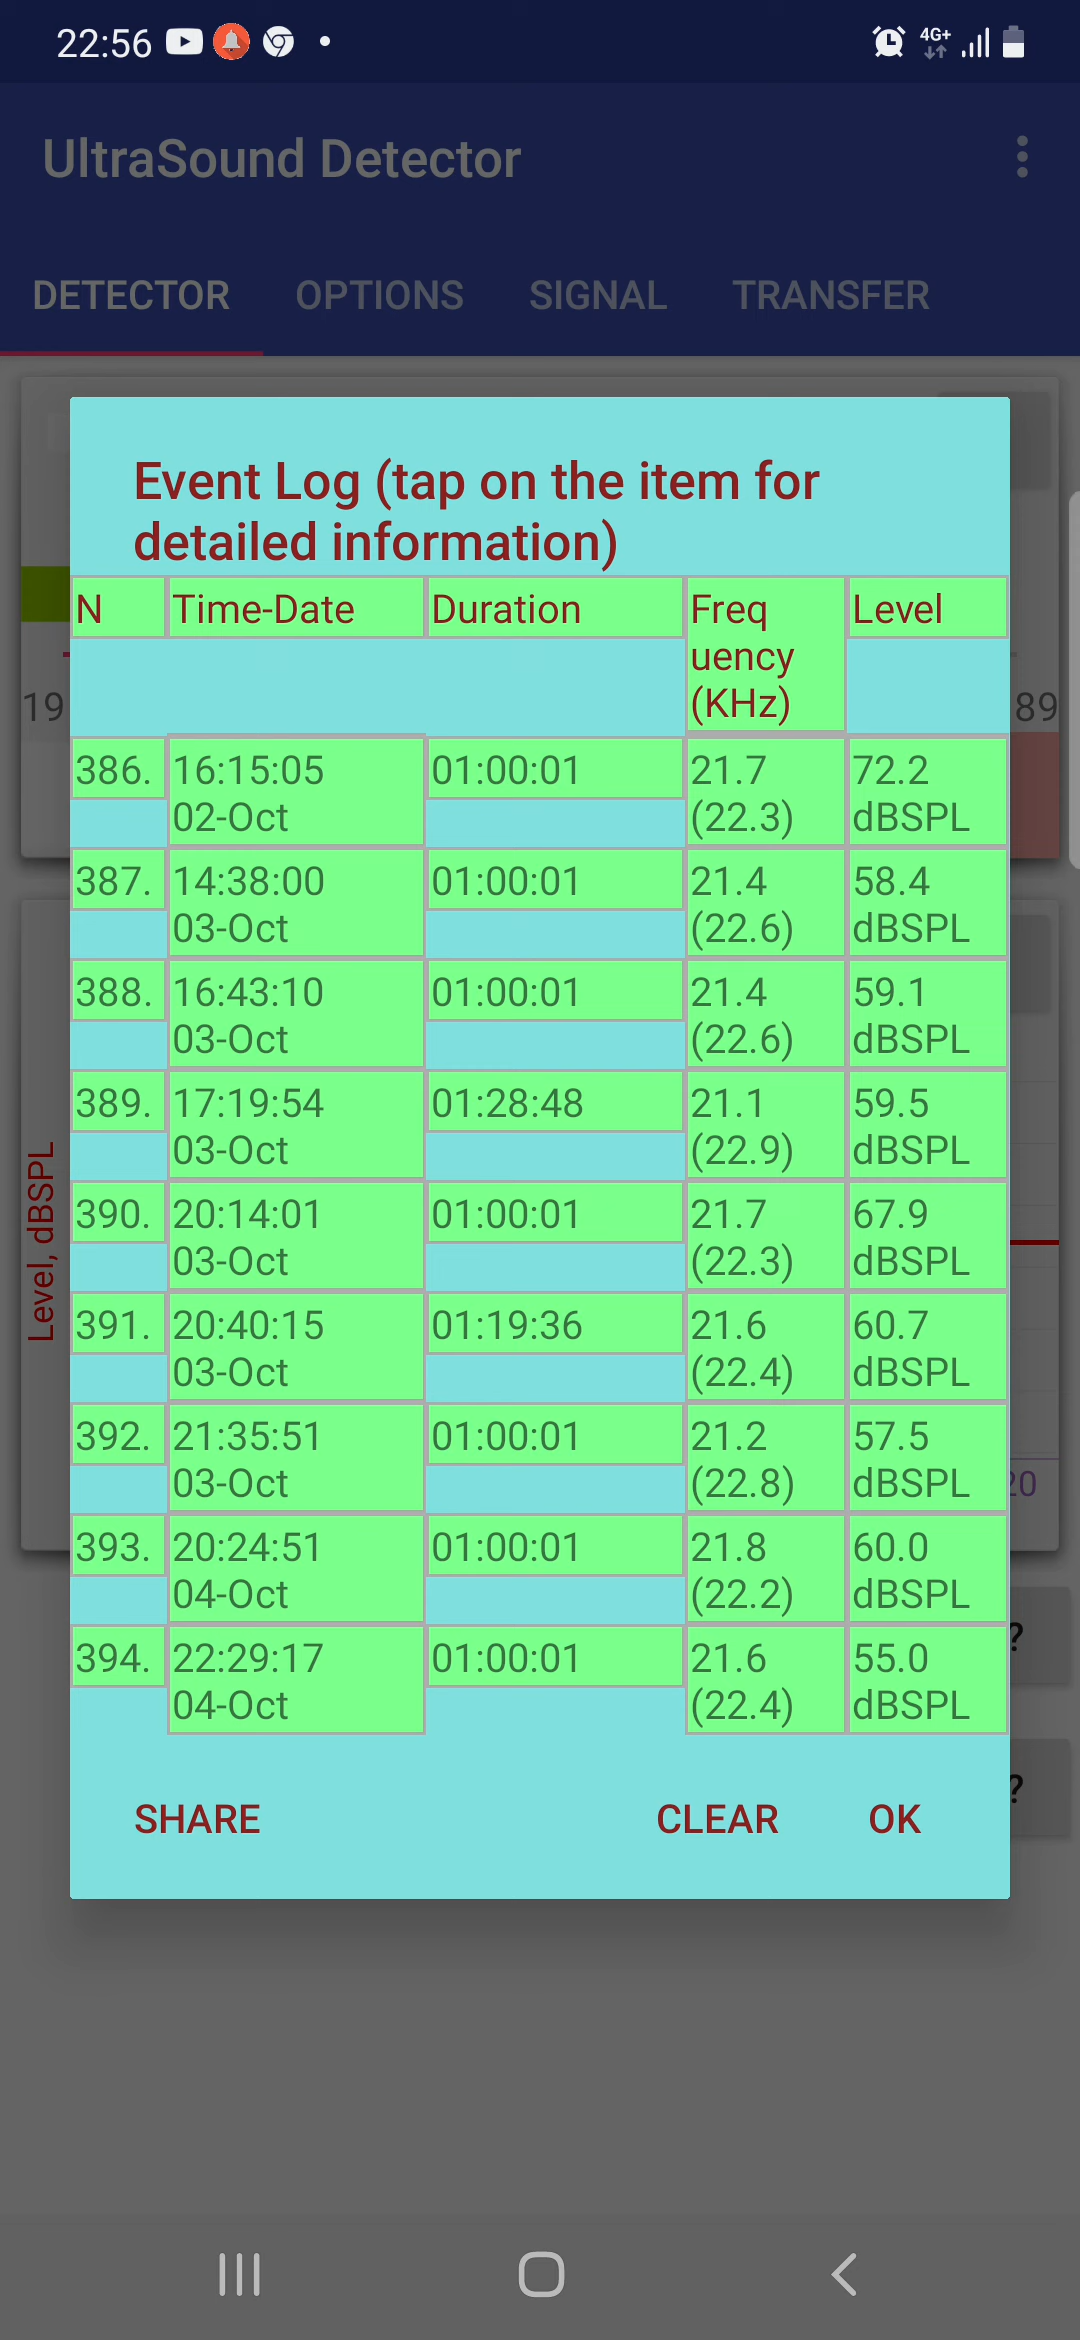 22:56
4G+
UltraSound Detector
DETECTOR OPTIONS SIGNAL TRANSFER
Event Log (tap on the item for
detailed information)
N Time-Date Duration Freq Level
uency
(KHz)
19
89
386. 16:15:05 01:00:01 21.7 72.2
02-Oct (22.3) dBSPL
387. 14:38:00 01:00:01 21.4 58.4
03-Oct (22.6) dBSPL
388. 16:43:10 01:00:01 21.4 59.1
03-Oct (22.6) dBSPL
389. 17:19:54 01:28:48 21.1 59.5
03-Oct (22.9) dBSPL
390. 20:14:01 01:00:01 21.7 67.9
03-Oct (22.3) dBSPL
391. 20:40:15 01:19:36 21.6 60.7
03-Oct (22.4) dBSPL
392. 21:35:51 01:00:01 21.2 57.5
03-Oct (22.8) dBSPL
393. 20:24:51 01:00:01 21.8 60.0
04-Oct (22.2) dBSPL
394. 22:29:17 01:00:01 21.6 55.0
04-Oct (22.4) dBSPL
Level, dBSPL
20
?
?
SHARE CLEAR OK